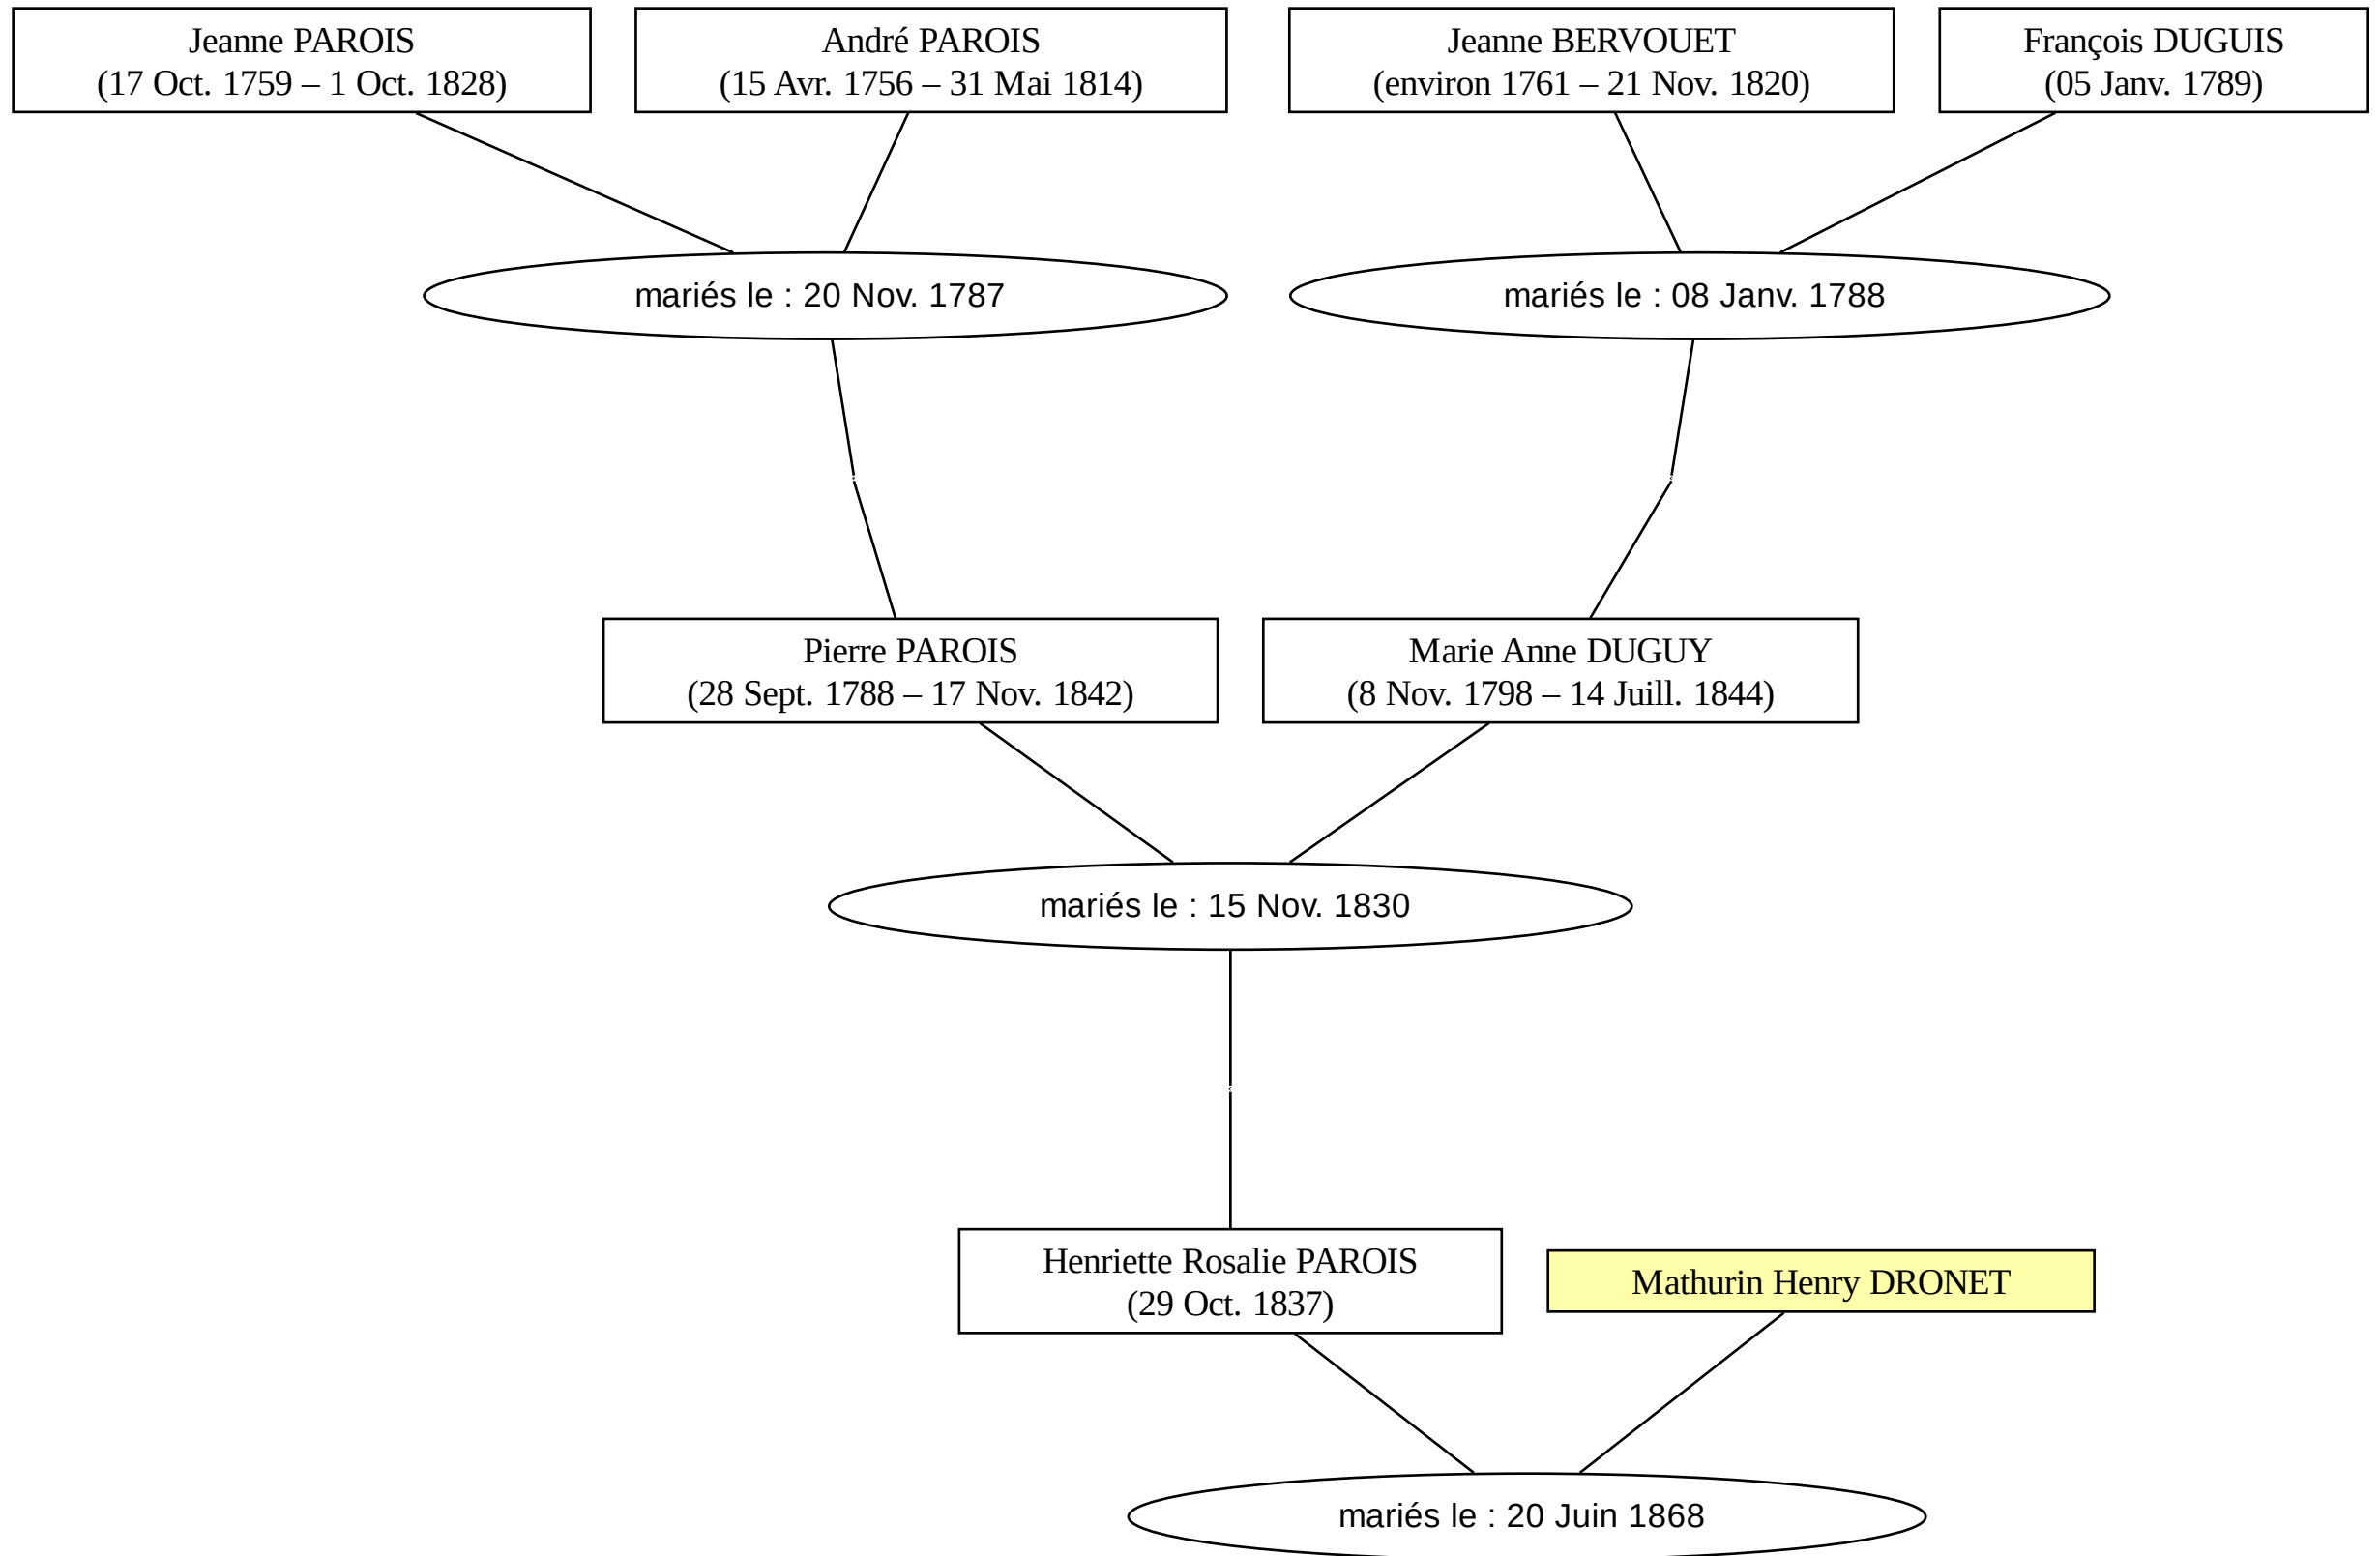 Jeanne PAROIS
(17 Oct. 1759 – 1 Oct. 1828)
André PAROIS
(15 Avr. 1756 – 31 Mai 1814)
Jeanne BERVOUET
(environ 1761 – 21 Nov. 1820)
François DUGUIS
(05 Janv. 1789)
mariés le : 20 Nov. 1787
mariés le : 08 Janv. 1788
Pierre PAROIS
(28 Sept. 1788 – 17 Nov. 1842)
Marie Anne DUGUY
(8 Nov. 1798 – 14 Juill. 1844)
mariés le : 15 Nov. 1830
Henriette Rosalie PAROIS
(29 Oct. 1837)
Mathurin Henry DRONET
mariés le : 20 Juin 1868